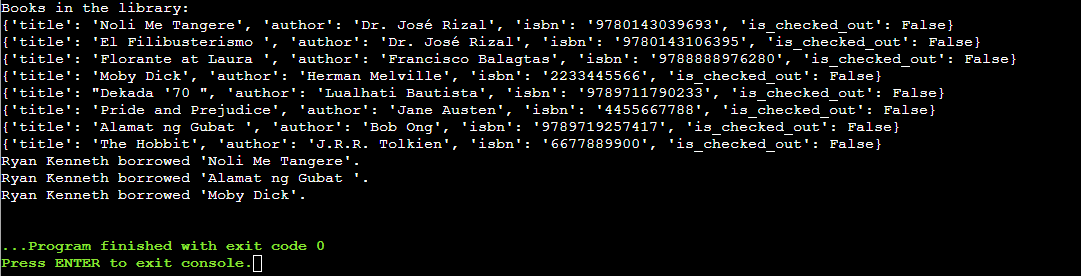 Books in the library:
{'title': 'Noli Me Tangere', 'author': 'Dr. José Rizal', 'isbn': '9780143039693', 'is_checked_out': False}
{'title': 'El Filibusterismo ', 'author': 'Dr. José Rizal', 'isbn': '9780143106395', 'is_checked_out': False}
{'title': 'Florante at Laura ', 'author': 'Francisco Balagtas', 'isbn': '9788888976280', 'is_checked_out': False}
{'title': 'Moby Dick', 'author': 'Herman Melville', 'isbn': '2233445566', 'is_checked_out': False}
{'title': "Dekada '70 ", 'author': 'Lualhati Bautista', 'isbn': '9789711790233', 'is_checked_out': False}
{'title': 'Pride and Prejudice', 'author': 'Jane Austen', 'isbn': '4455667788', 'is_checked_out': False}
{'title': 'Alamat ng Gubat ', 'author': 'Bob Ong', 'isbn': '9789719257417', 'is_checked_out': False}
{'title': 'The Hobbit', 'author': 'J.R.R. Tolkien', 'isbn': '6677889900', 'is_checked_out': False}
Ryan Kenneth borrowed 'Noli Me Tangere'.
Ryan Kenneth borrowed 'Alamat ng Gubat '.
Ryan Kenneth borrowed 'Moby Dick'.
...Program finished with exit code 0
Press ENTER to exit console.